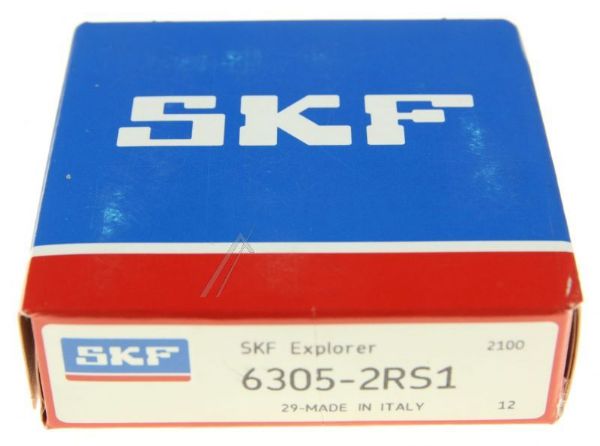 SKF
SKF
SKF Explorer 2100
6305-2RS1
29-MADE IN ITALY 12